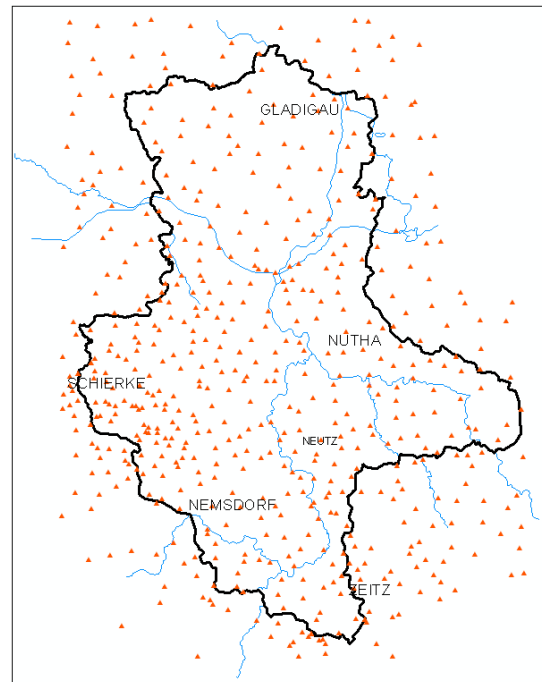 GLADIGAU
NUTHA
SCHIERKE
NEUTZ
NEMSDORF
ZEITZ